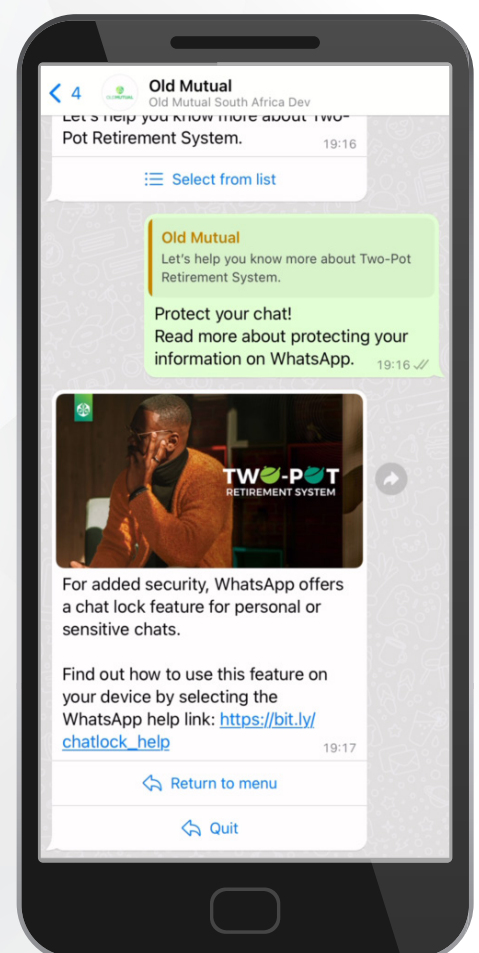 4
Old Mutual
Old Mutual South Africa Dev
Let's help you know more about Two-
Pot Retirement System.
19:16
Select from list
Old Mutual
Let's help you know more about Two-Pot
Retirement System.
Protect your chat!
Read more about protecting your
information on WhatsApp.
19:16
TWO-POT
RETIREMENT SYSTEM
For added security, WhatsApp offers
a chat lock feature for personal or
sensitive chats.
Find out how to use this feature on
your device by selecting the
WhatsApp help link: https://bit.ly/
chatlock_help
19:17
Return to menu
Quit